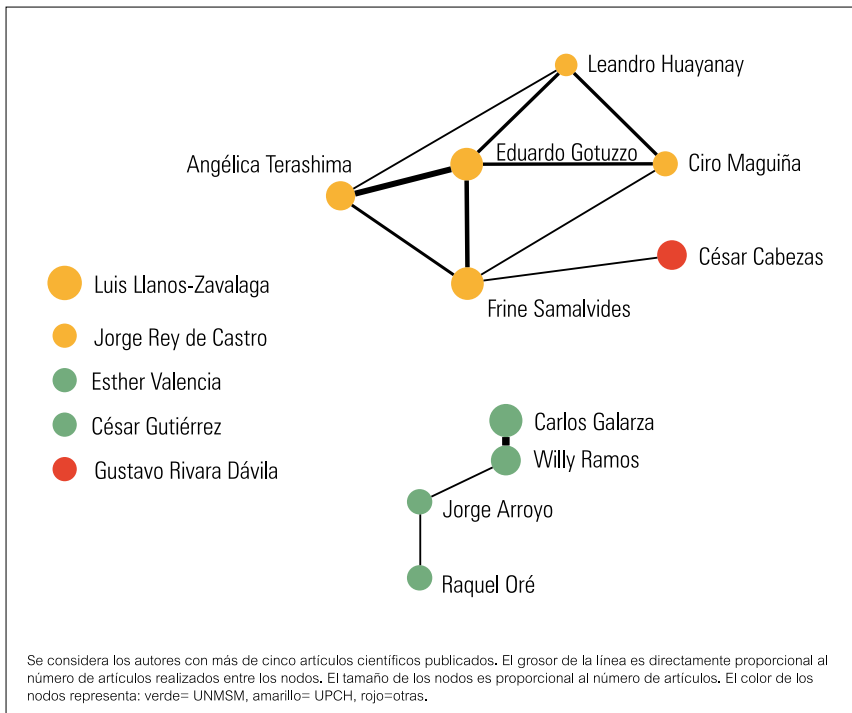 Leandro Huayanay
Eduardo Gotuzzo
Angélica Terashima
Ciro Maguiña
César Cabezas
Luis Llanos-Zavalaga
Frine Samalvides
Jorge Rey de Castro
Esther Valencia
César Gutiérrez
Gustavo Rivara Dávila
Carlos Galarza
Willy Ramos
Jorge Arroyo
Raquel Oré
Se considera los autores con más de cinco artículos científicos publicados. El grosor de la línea es directamente proporcional al
número de artículos realizados entre los nodos. El tamaño de los nodos es proporcional al número de artículos. El color de los
nodos representa: verde= UNMSM, amarillo= UPCH, rojo=otras.